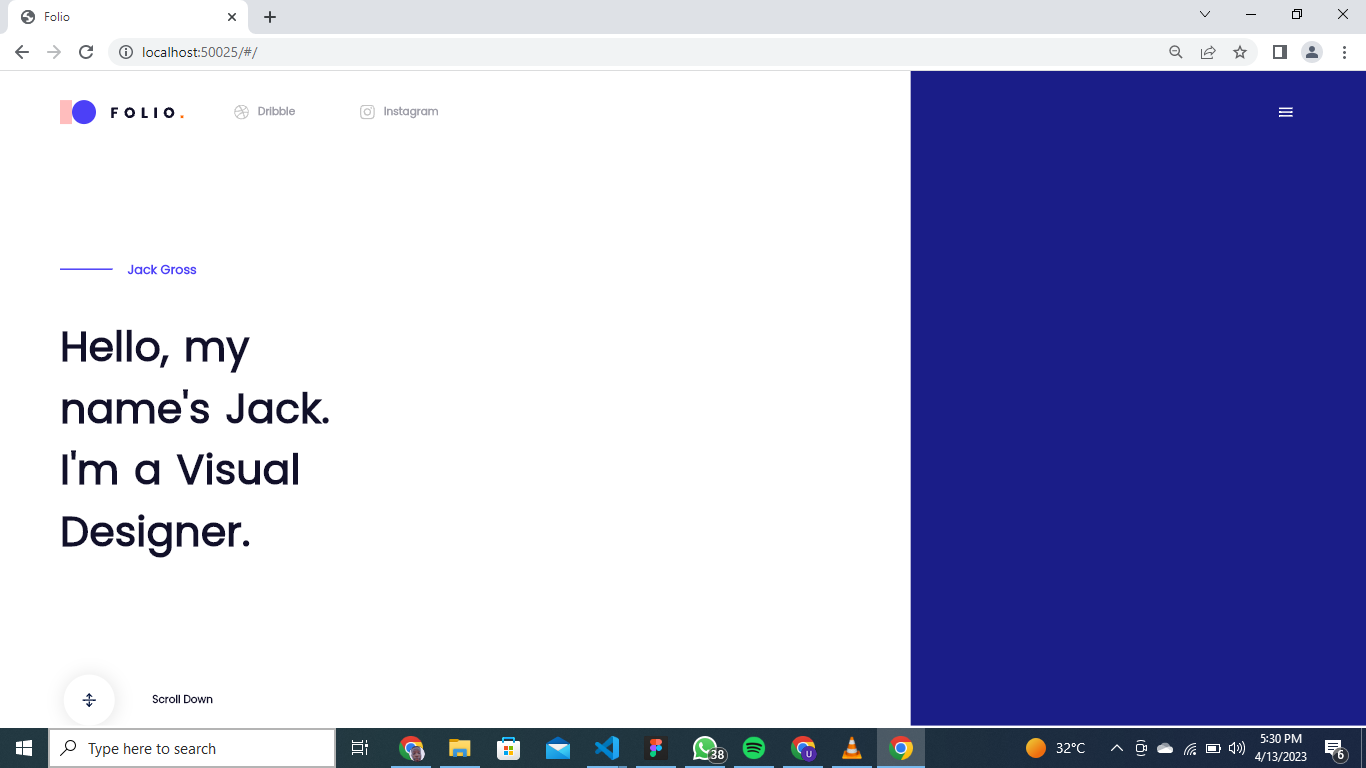 Folio
localhost:50025/#/
FOLIO.
Dribble
Instagram
Jack Gross
Hello, my
name's Jack.
I'm a Visual
Designer.
Scroll Down
Type here to search
38
U
32°C
5:30 PM
4/13/2023
6